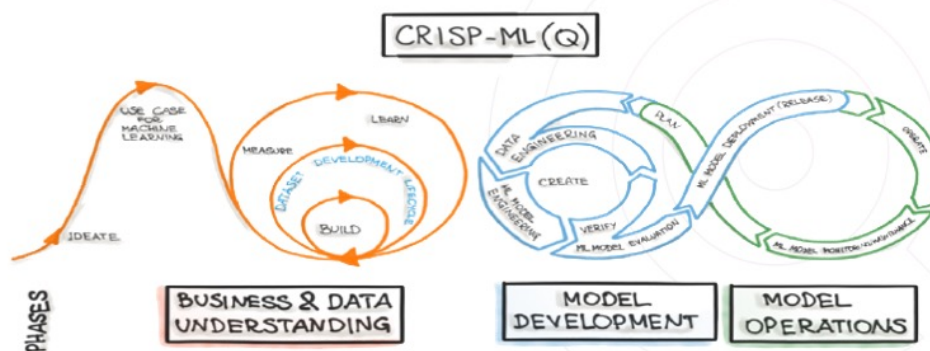 CRISP-ML(Q)
IDEATE
USE CASE
FOR
MACHINE
LEARNING
MEASURE
LEARN
DATASET DEVELOPMENT LIFECYCLE
BUILD
DATA
ENGINEERING
ML MODEL
ENGINEERING
CREATE
VERIFY
ML MODEL EVALUATION
PLAN
ML MODEL DEPLOYMENT (RELEASE)
OPERATE
ML MODEL MONITORING/MAINTENANCE
PHASES
BUSINESS & DATA
UNDERSTANDING
MODEL
DEVELOPMENT
MODEL
OPERATIONS